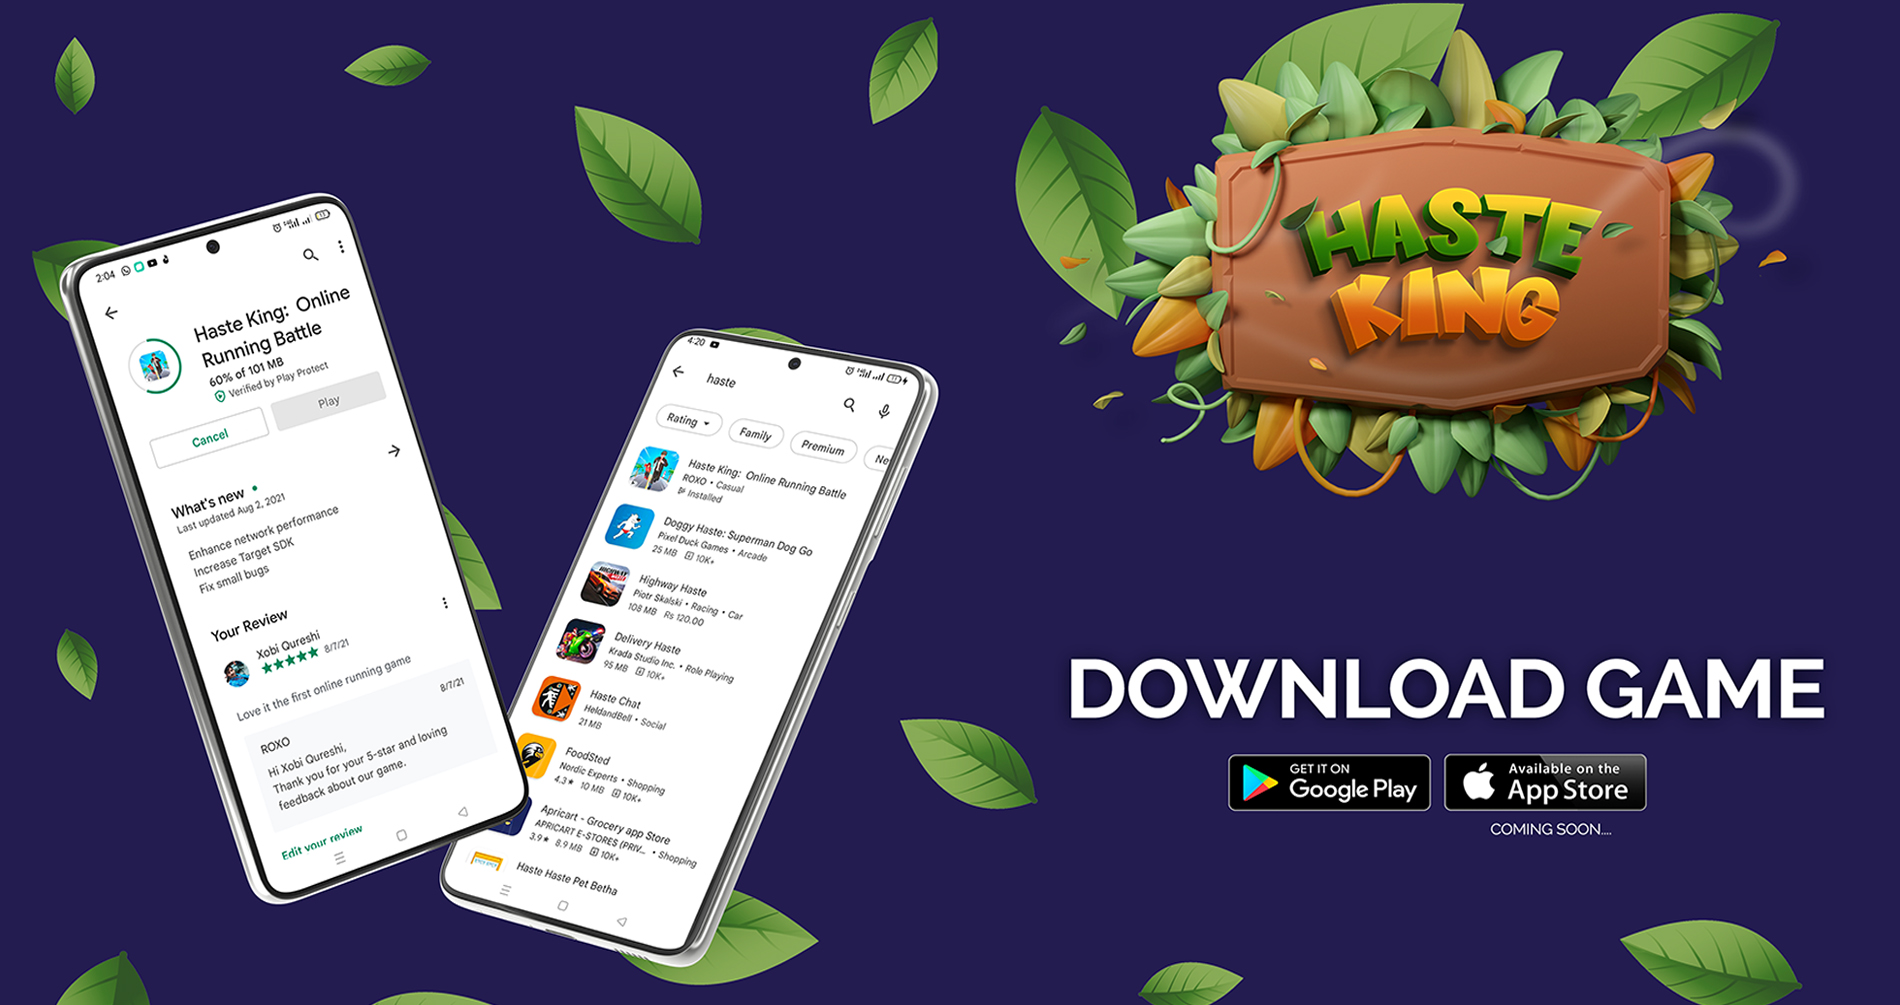 2:04
Haste King: Online
Running Battle
60% of 101 MB
Verified by Play Protect
Cancel
Play
What's new
Last updated Aug 2, 2021
Enhance network performance
Increase Target SDK
Fix small bugs
Your Review
Xobi Qureshi
8/7/21
Love it the first online running game
8/7/21
ROXO
Hi Xobi Qureshi,
Thank you for your 5-star and loving
feedback about our game.
Edit your review
4:20
haste
Rating
Family
Premium
Ne
Haste King: Online Running Battle
ROXO • Casual
Installed
Doggy Haste: Superman Dog Go
Pixel Duck Games • Arcade
25 MB 10K+
Highway Haste
Piotr Skalski • Racing • Car
108 MB Rs 120.00
Delivery Haste
Krada Studio Inc. • Role Playing
95 MB 10K+
Haste Chat
HeldandBell • Social
21 MB
FoodSted
Nordic Experts • Shopping
4.3★ 10 MB 10K+
Apricart - Grocery app Store
APRICART E-STORES (PRIV... • Shopping
3.9★ 8.9 MB 10K+
Haste Haste Pet Betha
HASTE
KING
DOWNLOAD GAME
GET IT ON
Google Play
Available on the
App Store
COMING SOON....